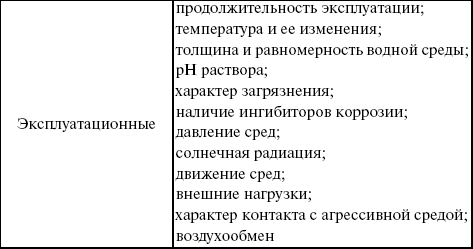 Эксплуатационные
продолжительность эксплуатации;
температура и ее изменения;
толщина и равномерность водной среды;
pH раствора;
характер загрязнения;
наличие ингибиторов коррозии;
давление сред;
солнечная радиация;
движение сред;
внешние нагрузки;
характер контакта с агрессивной средой;
воздухообмен